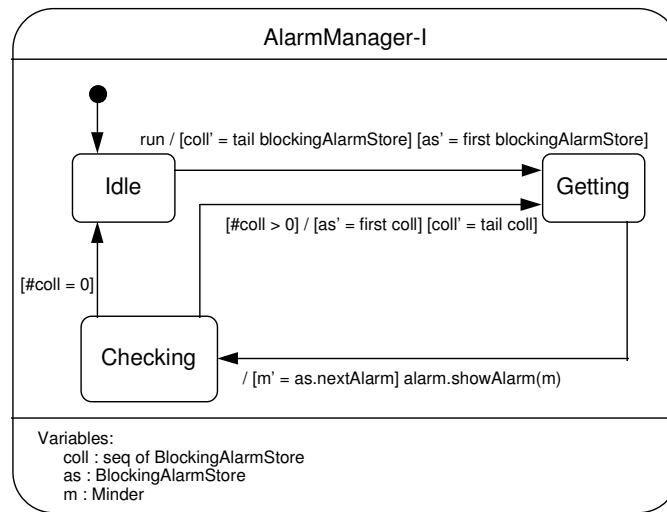 AlarmManager-I
run / [coll' = tail blockingAlarmStore] [as' = first blockingAlarmStore]
Idle
Getting
[#coll > 0] / [as' = first coll] [coll' = tail coll]
[#coll = 0]
Checking
/ [m' = as.nextAlarm] alarm.showAlarm(m)
Variables:
coll : seq of BlockingAlarmStore
as : BlockingAlarmStore
m : Minder